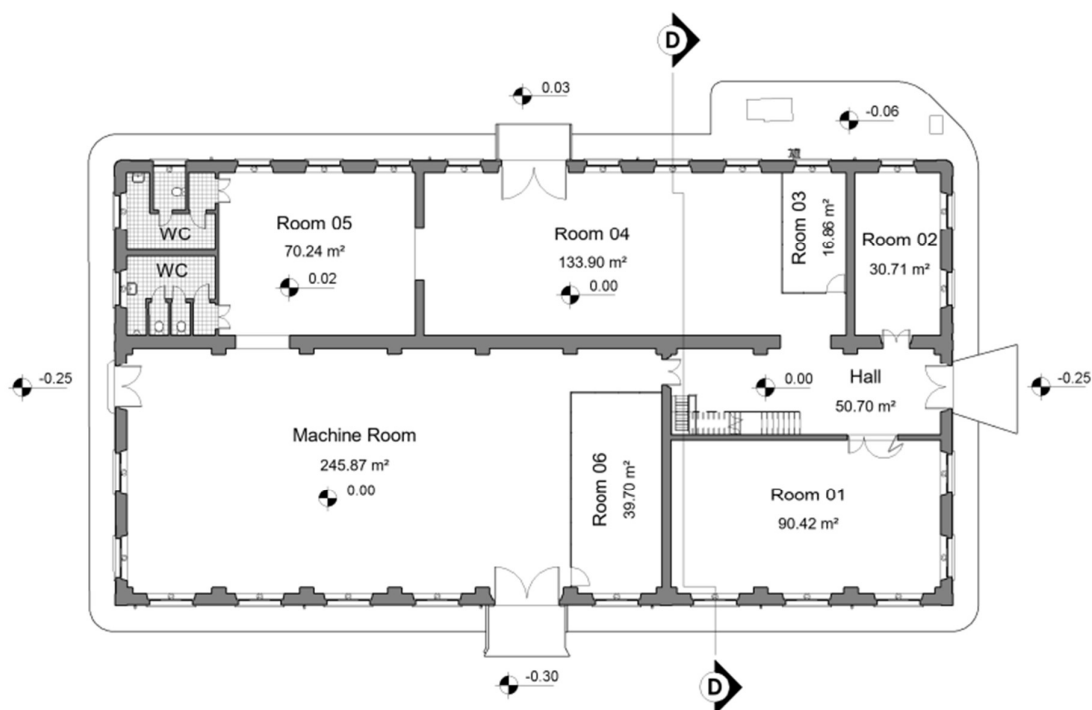 D
0.03
-0.06
Room 05
70.24 m²
0.02
Room 04
133.90 m²
0.00
Room 03
16.86 m²
Room 02
30.71 m²
WC
WC
-0.25
0.00
Hall
50.70 m²
-0.25
Machine Room
245.87 m²
0.00
Room 06
39.70 m²
Room 01
90.42 m²
-0.30
D